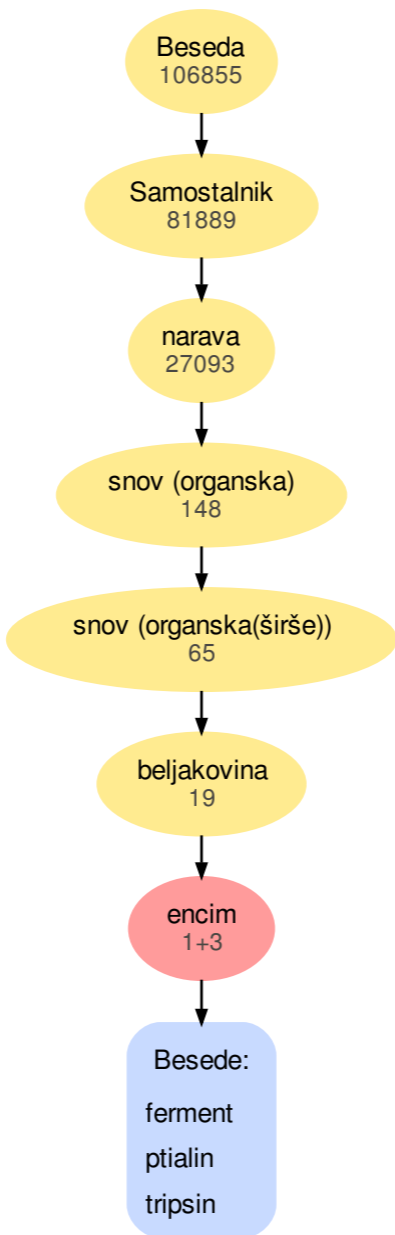 Beseda
106855
Samostalnik
81889
narava
27093
snov (organska)
148
snov (organska(širše))
65
beljakovina
19
encim
1+3
Besede:
ferment
ptialin
tripsin